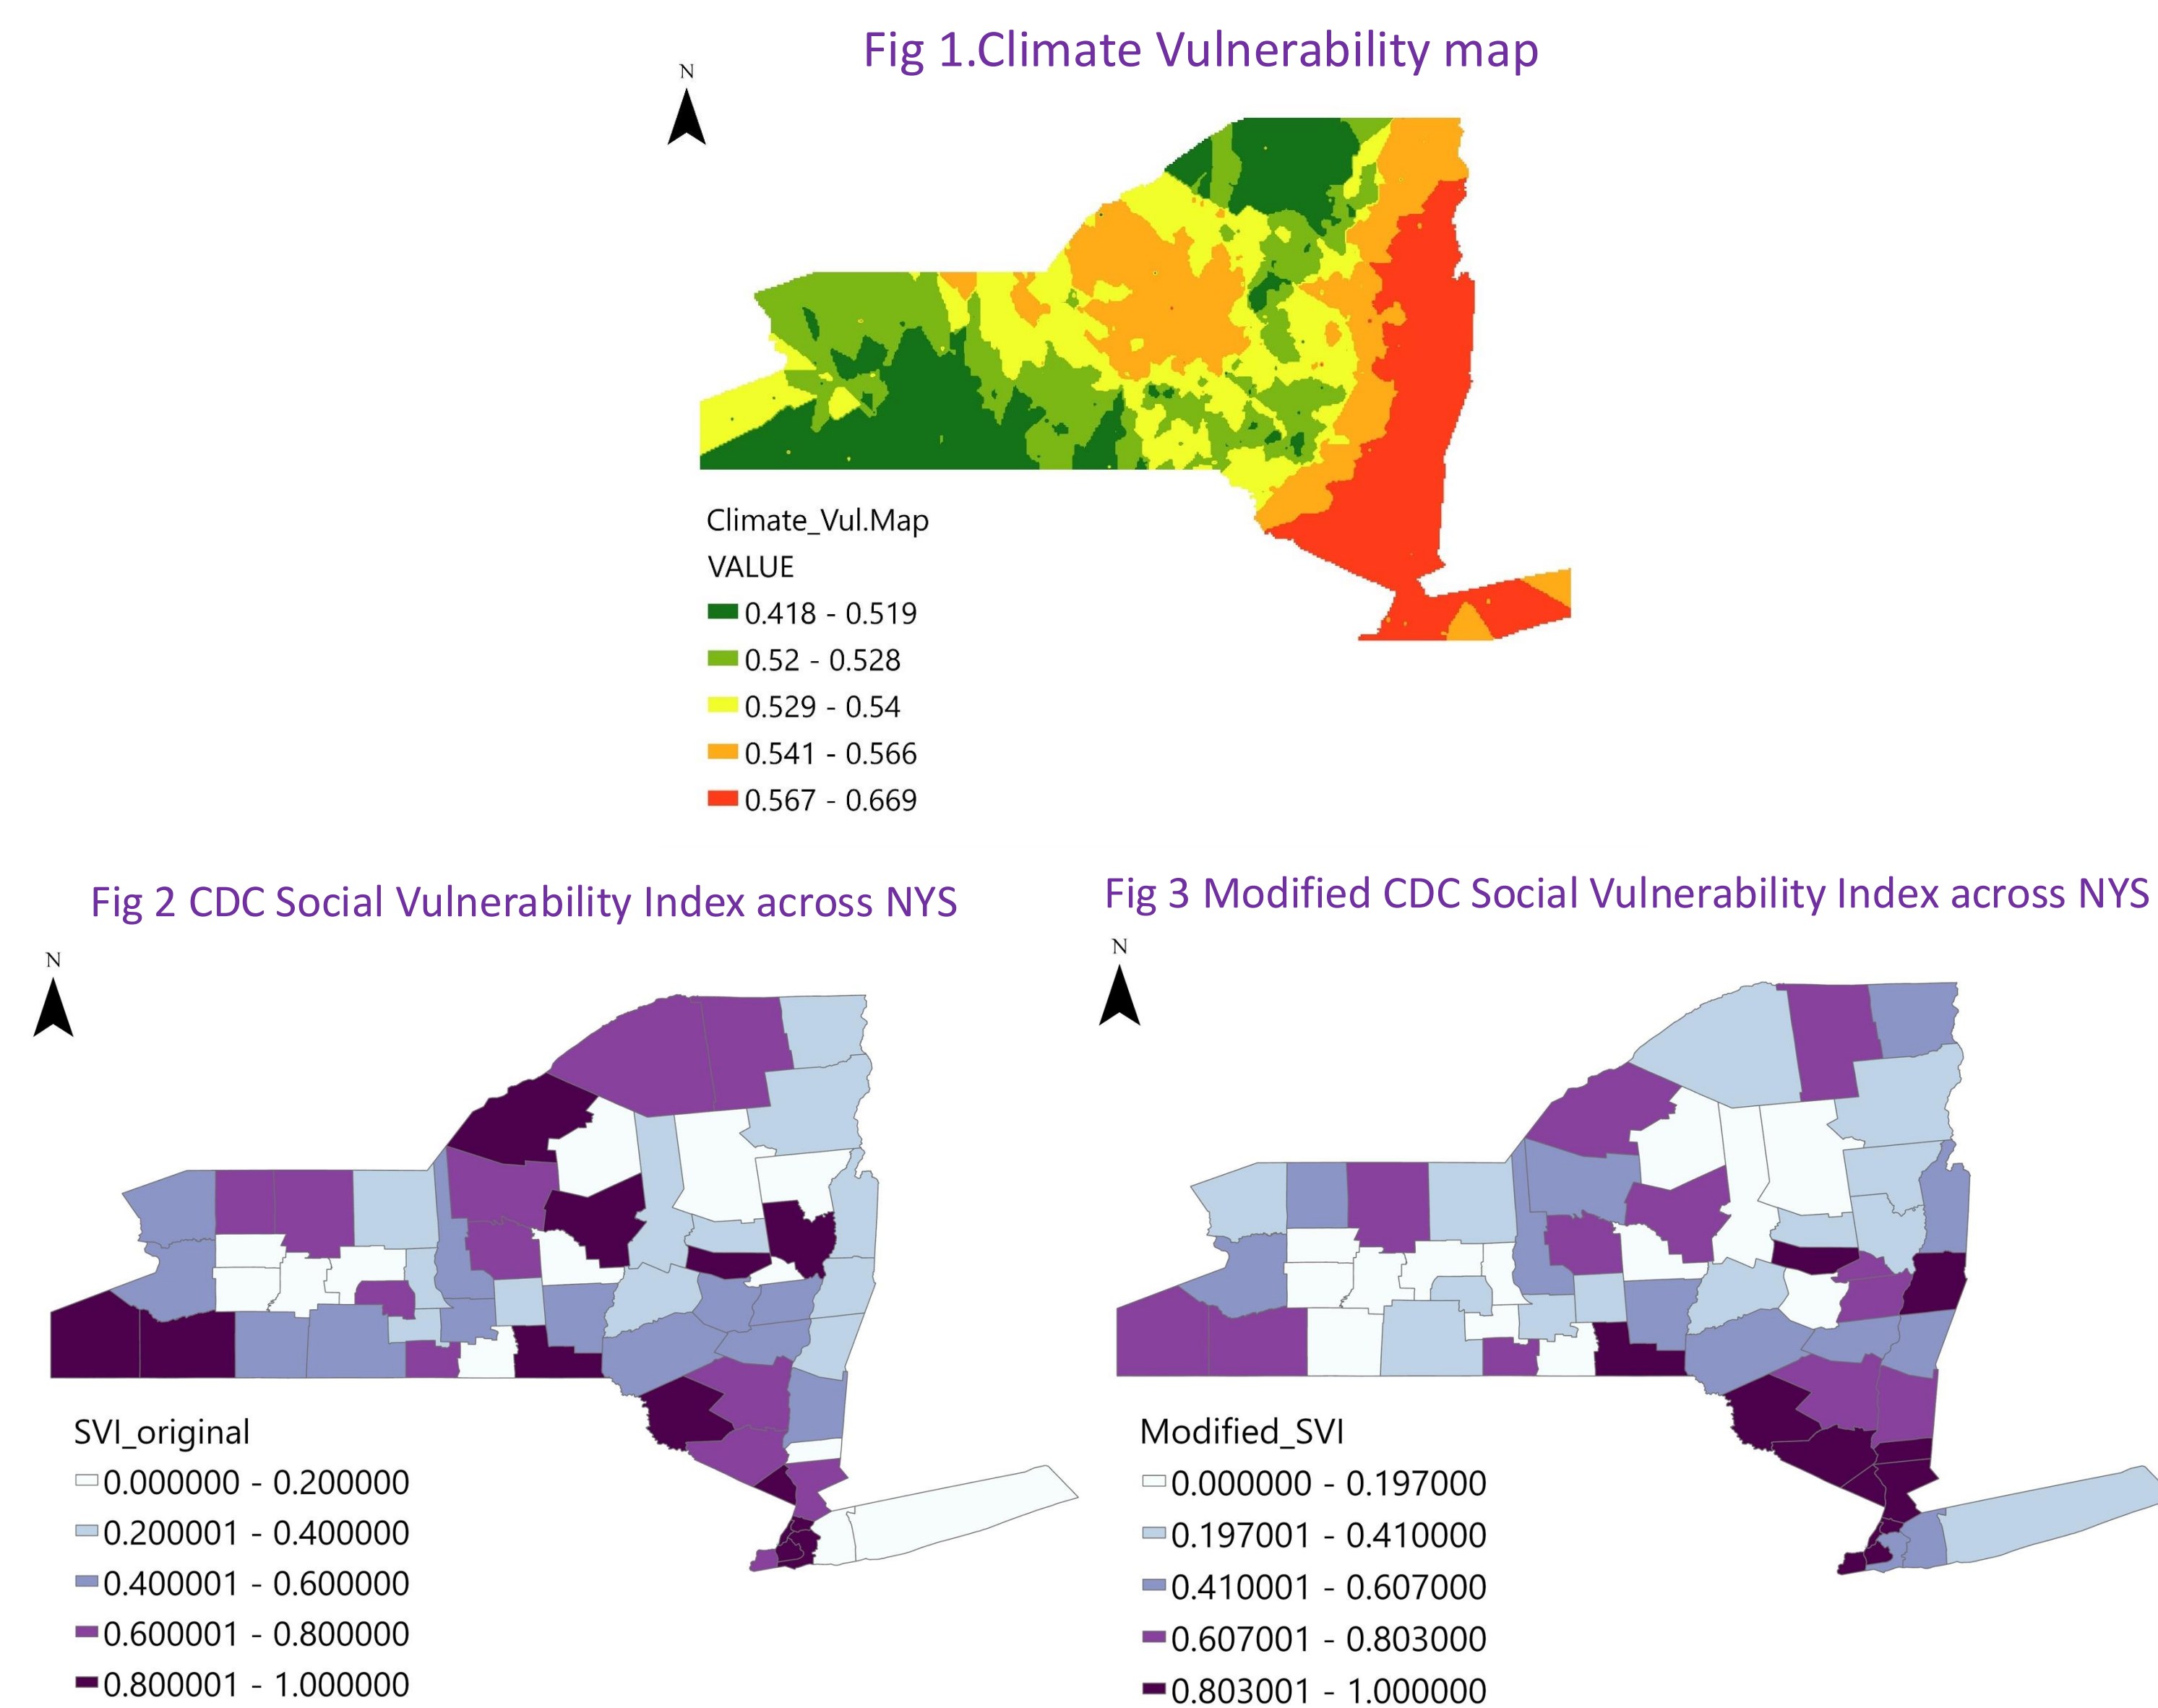 Fig 1.Climate Vulnerability map
N
Climate_Vul.Map
VALUE
0.418 - 0.519
0.52 - 0.528
0.529 - 0.54
0.541 - 0.566
0.567 - 0.669
Fig 2 CDC Social Vulnerability Index across NYS
N
SVI_original
0.000000 - 0.200000
0.200001 - 0.400000
0.400001 - 0.600000
0.600001 - 0.800000
0.800001 - 1.000000
Fig 3 Modified CDC Social Vulnerability Index across NYS
N
Modified_SVI
0.000000 - 0.197000
0.197001 - 0.410000
0.410001 - 0.607000
0.607001 - 0.803000
0.803001 - 1.000000